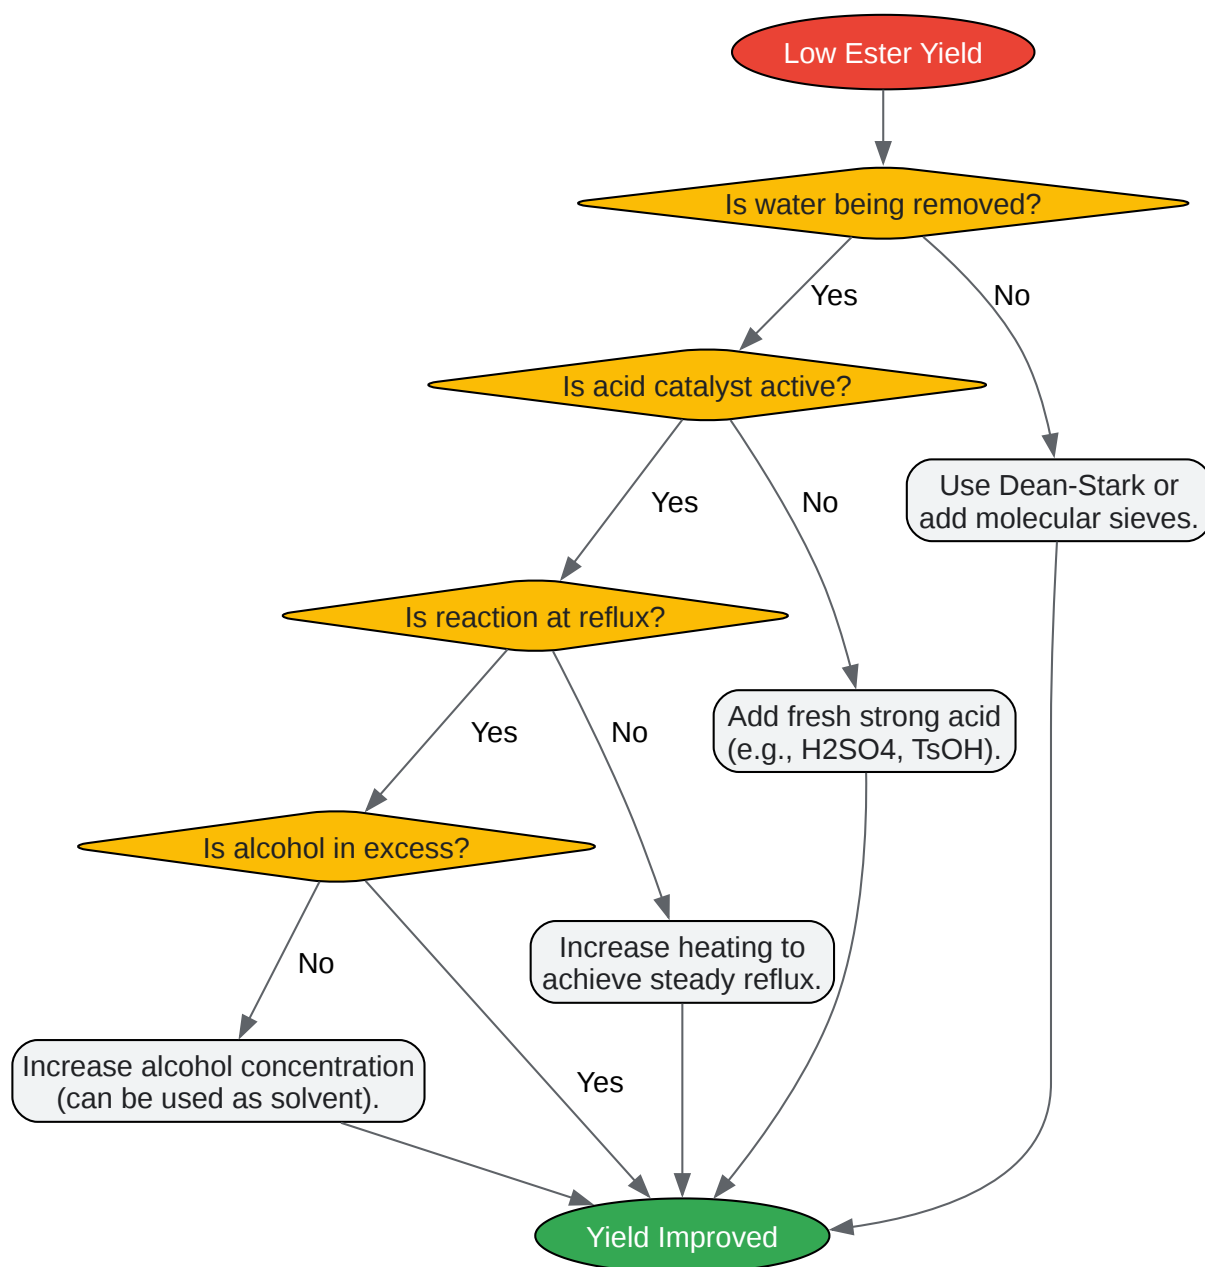 Low Ester Yield
Is water being removed?
Yes
No
Is acid catalyst active?
Use Dean-Stark or
add molecular sieves.
Yes
No
Is reaction at reflux?
Add fresh strong acid
(e.g., H2SO4, TsOH).
Yes
No
Is alcohol in excess?
Increase heating to
achieve steady reflux.
No
Increase alcohol concentration
(can be used as solvent).
Yes
Yield Improved